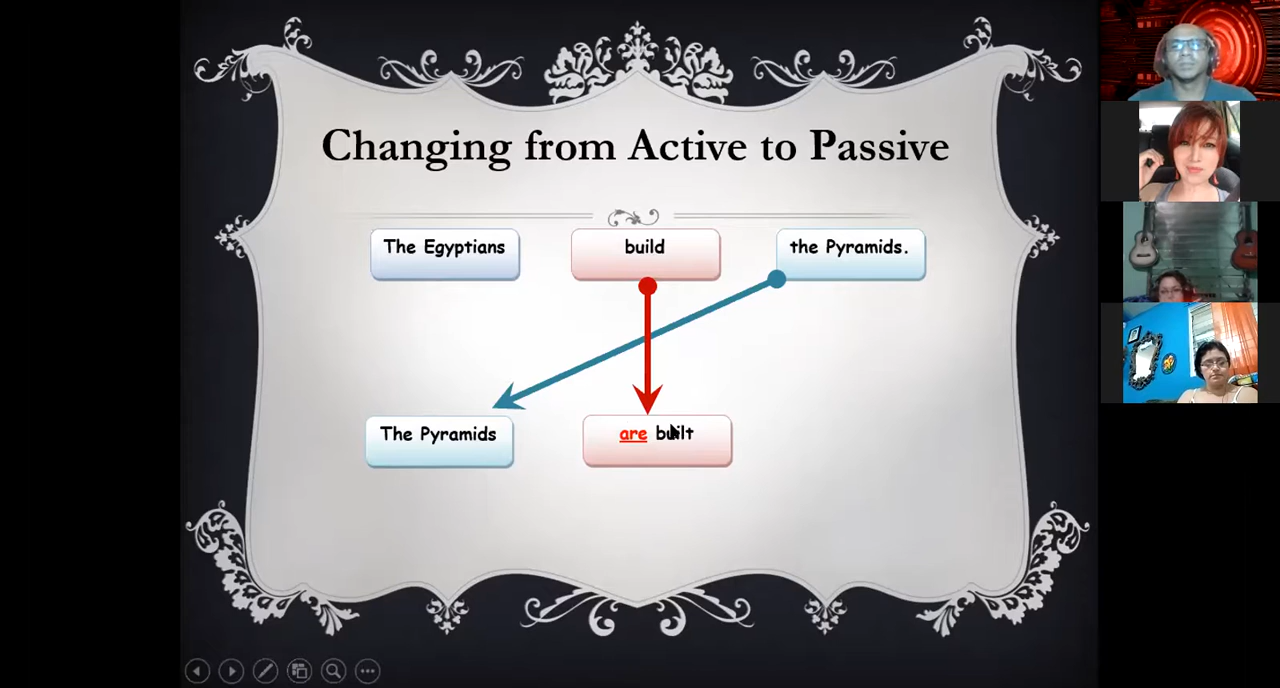 Changing from Active to Passive
The Egyptians build the Pyramids.
The Pyramids are built